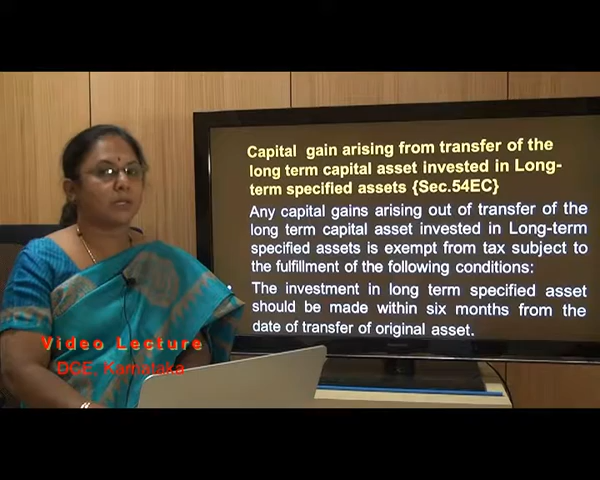 Capital gain arising from transfer of the
long term capital asset invested in Long-
term specified assets {Sec.54EC}
Any capital gains arising out of transfer of the
long term capital asset invested in Long-term
specified assets is exempt from tax subject to
the fulfillment of the following conditions:
The investment in long term specified asset
should be made within six months from the
date of transfer of original asset.
Video Lecture
DCE, Karnataka